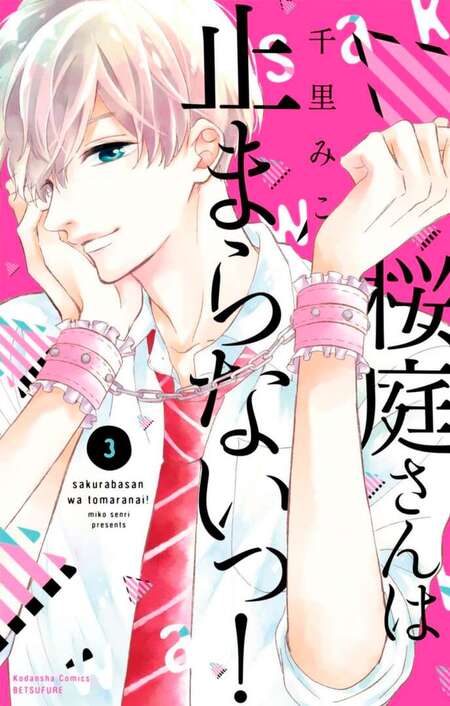 桜庭さんは
止まらないっ!
千里みこ
3
sakurabasan
wa tomaranai!
miko senri
presents
Kodansha Comics
BETSUFURE